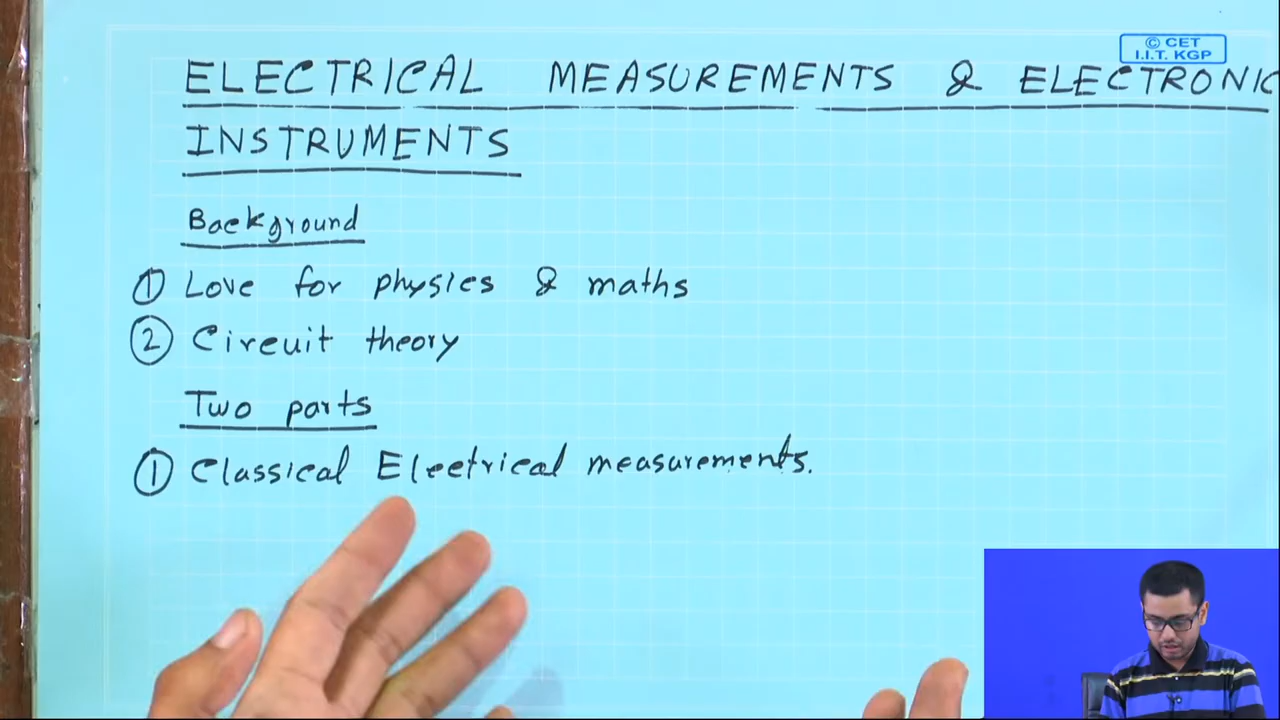 © CET
I.I.T. KGP
ELECTRICAL MEASUREMENTS & ELECTRONIC
INSTRUMENTS
Background
① Love for physics & maths
② Circuit theory
Two parts
① Classical Electrical measurements.